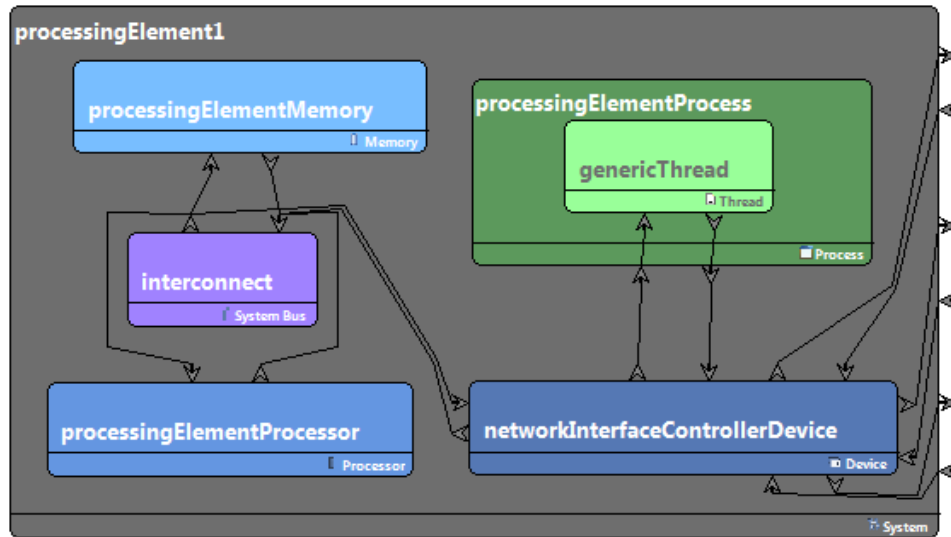 processingElement1
processingElementMemory
Memory
processingElementProcess
genericThread
Thread
Process
interconnect
System Bus
processingElementProcessor
Processor
networkInterfaceControllerDevice
Device
System